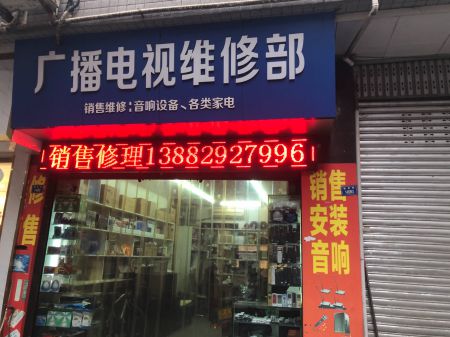 广播电视维修部
销售维修：音响设备、各类家电
销售修理13882927996
修
售
销售
安装
音响